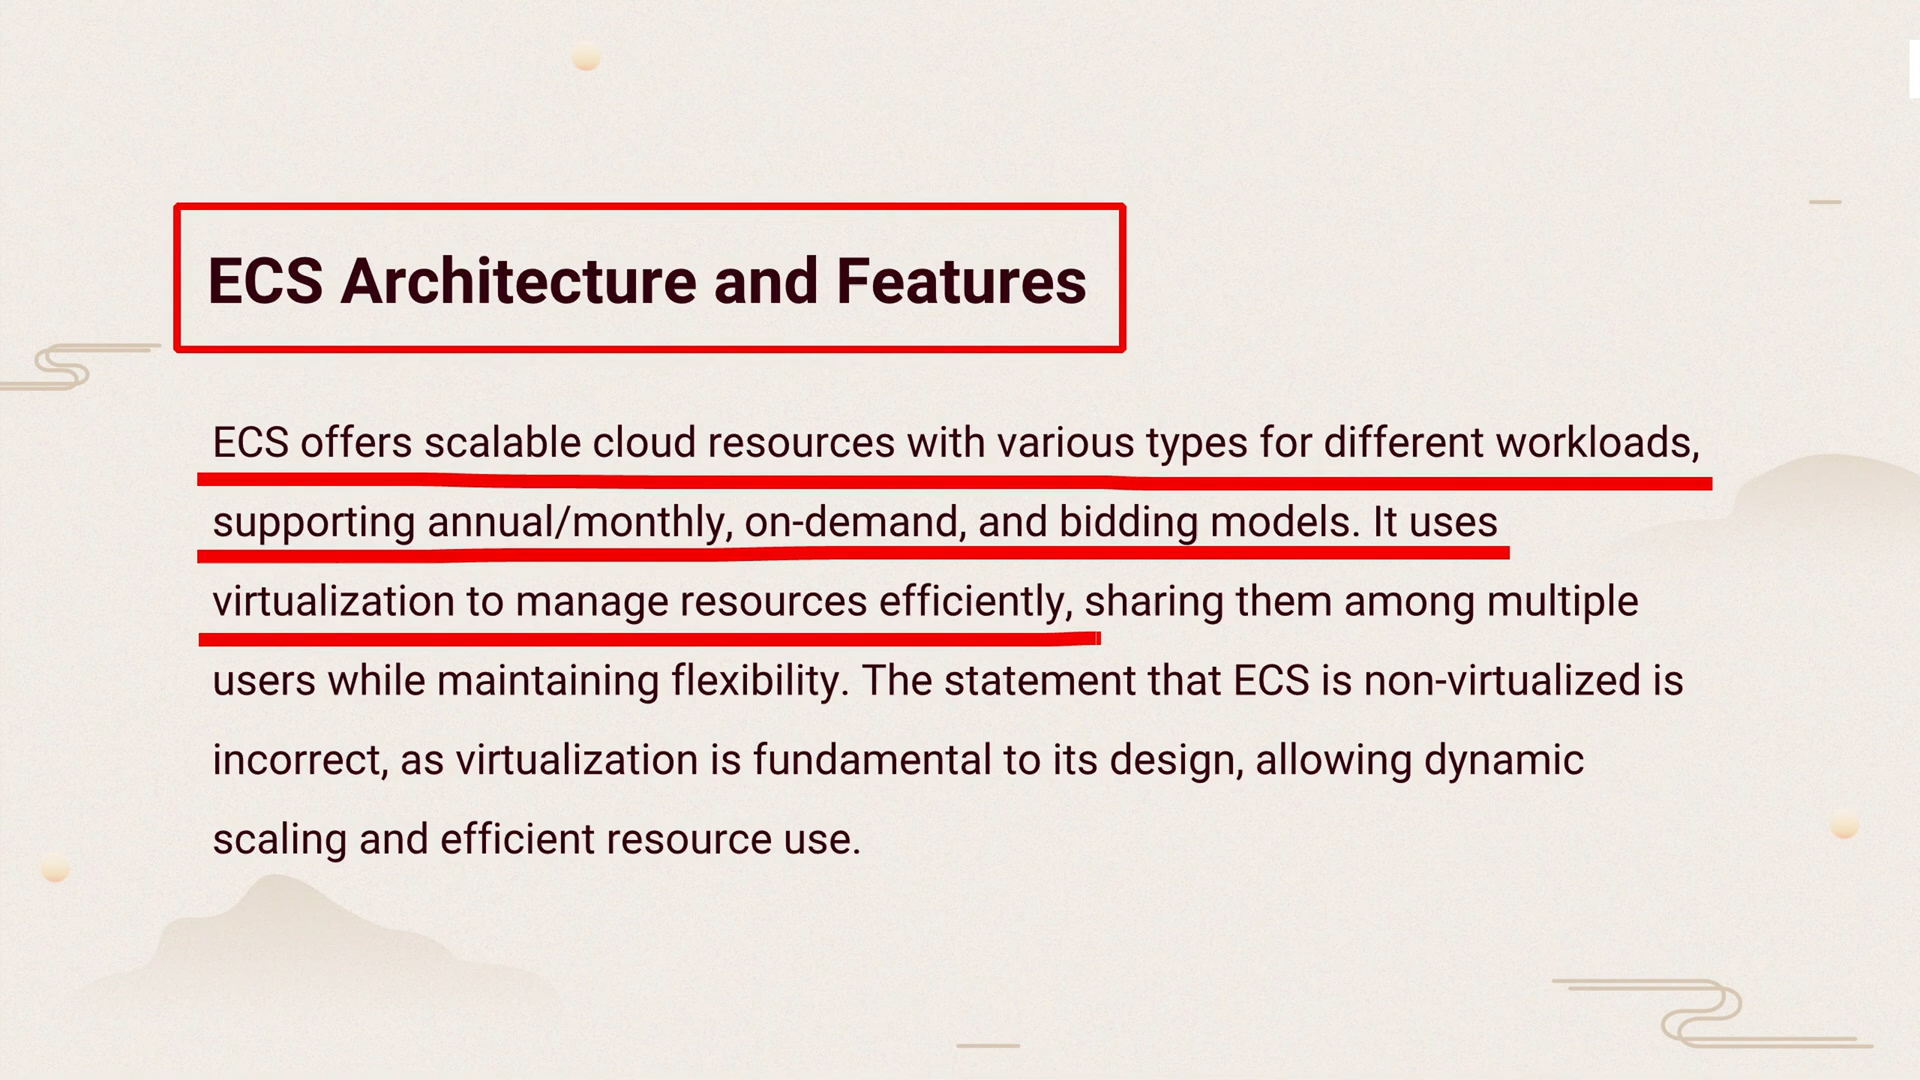 ECS Architecture and Features
ECS offers scalable cloud resources with various types for different workloads,
supporting annual/monthly, on-demand, and bidding models. It uses
virtualization to manage resources efficiently, sharing them among multiple
users while maintaining flexibility. The statement that ECS is non-virtualized is
incorrect, as virtualization is fundamental to its design, allowing dynamic
scaling and efficient resource use.